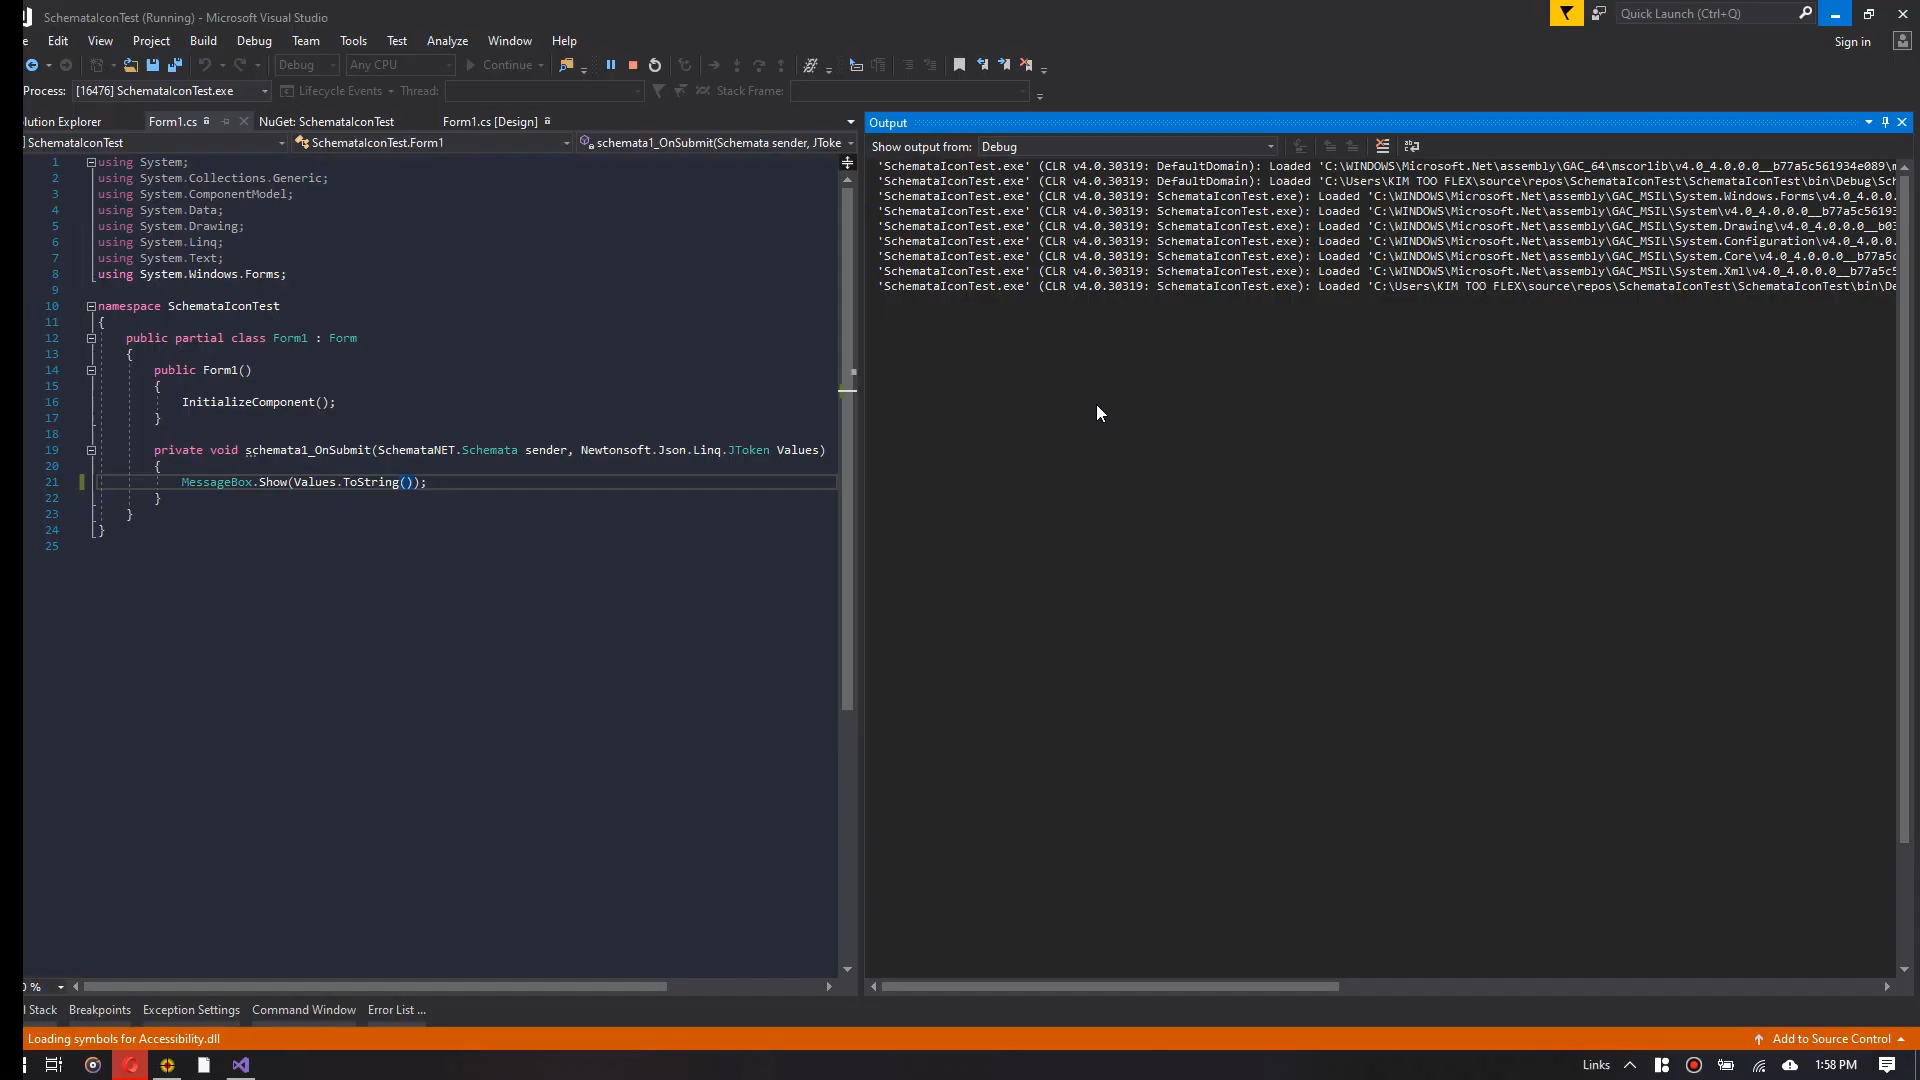 SchemataIconTest (Running) - Microsoft Visual Studio
Quick Launch (Ctrl+Q)
Edit View Project Build Debug Team Tools Test Analyze Window Help
Sign in
Debug Any CPU Continue
Process: [16476] SchemataIconTest.exe Lifecycle Events Thread: Stack Frame:
lution Explorer Form1.cs NuGet: SchemataIconTest Form1.cs [Design]
SchemataIconTest SchemataIconTest.Form1 schemata1_OnSubmit(Schemata sender, JToke
1 using System;
2 using System.Collections.Generic;
3 using System.ComponentModel;
4 using System.Data;
5 using System.Drawing;
6 using System.Linq;
7 using System.Text;
8 using System.Windows.Forms;
9
10 namespace SchemataIconTest
11 {
12 public partial class Form1 : Form
13 {
14 public Form1()
15 {
16 InitializeComponent();
17 }
18
19 private void schemata1_OnSubmit(SchemataNET.Schemata sender, Newtonsoft.Json.Linq.JToken Values)
20 {
21 MessageBox.Show(Values.ToString());
22 }
23 }
24 }
25
0 %
Output
Show output from: Debug
'SchemataIconTest.exe' (CLR v4.0.30319: DefaultDomain): Loaded 'C:\WINDOWS\Microsoft.Net\assembly\GAC_64\mscorlib\v4.0_4.0.0.0__b77a5c561934e089\m
'SchemataIconTest.exe' (CLR v4.0.30319: DefaultDomain): Loaded 'C:\Users\KIM TOO FLEX\source\repos\SchemataIconTest\SchemataIconTest\bin\Debug\Sch
'SchemataIconTest.exe' (CLR v4.0.30319: SchemataIconTest.exe): Loaded 'C:\WINDOWS\Microsoft.Net\assembly\GAC_MSIL\System.Windows.Forms\v4.0_4.0.0.
'SchemataIconTest.exe' (CLR v4.0.30319: SchemataIconTest.exe): Loaded 'C:\WINDOWS\Microsoft.Net\assembly\GAC_MSIL\System\v4.0_4.0.0.0__b77a5c56193
'SchemataIconTest.exe' (CLR v4.0.30319: SchemataIconTest.exe): Loaded 'C:\WINDOWS\Microsoft.Net\assembly\GAC_MSIL\System.Drawing\v4.0_4.0.0.0__b03
'SchemataIconTest.exe' (CLR v4.0.30319: SchemataIconTest.exe): Loaded 'C:\WINDOWS\Microsoft.Net\assembly\GAC_MSIL\System.Configuration\v4.0_4.0.0.
'SchemataIconTest.exe' (CLR v4.0.30319: SchemataIconTest.exe): Loaded 'C:\WINDOWS\Microsoft.Net\assembly\GAC_MSIL\System.Core\v4.0_4.0.0.0__b77a5c
'SchemataIconTest.exe' (CLR v4.0.30319: SchemataIconTest.exe): Loaded 'C:\WINDOWS\Microsoft.Net\assembly\GAC_MSIL\System.Xml\v4.0_4.0.0.0__b77a5c5
'SchemataIconTest.exe' (CLR v4.0.30319: SchemataIconTest.exe): Loaded 'C:\Users\KIM TOO FLEX\source\repos\SchemataIconTest\SchemataIconTest\bin\De
l Stack Breakpoints Exception Settings Command Window Error List ...
Loading symbols for Accessibility.dll
Add to Source Control
Links 1:58 PM